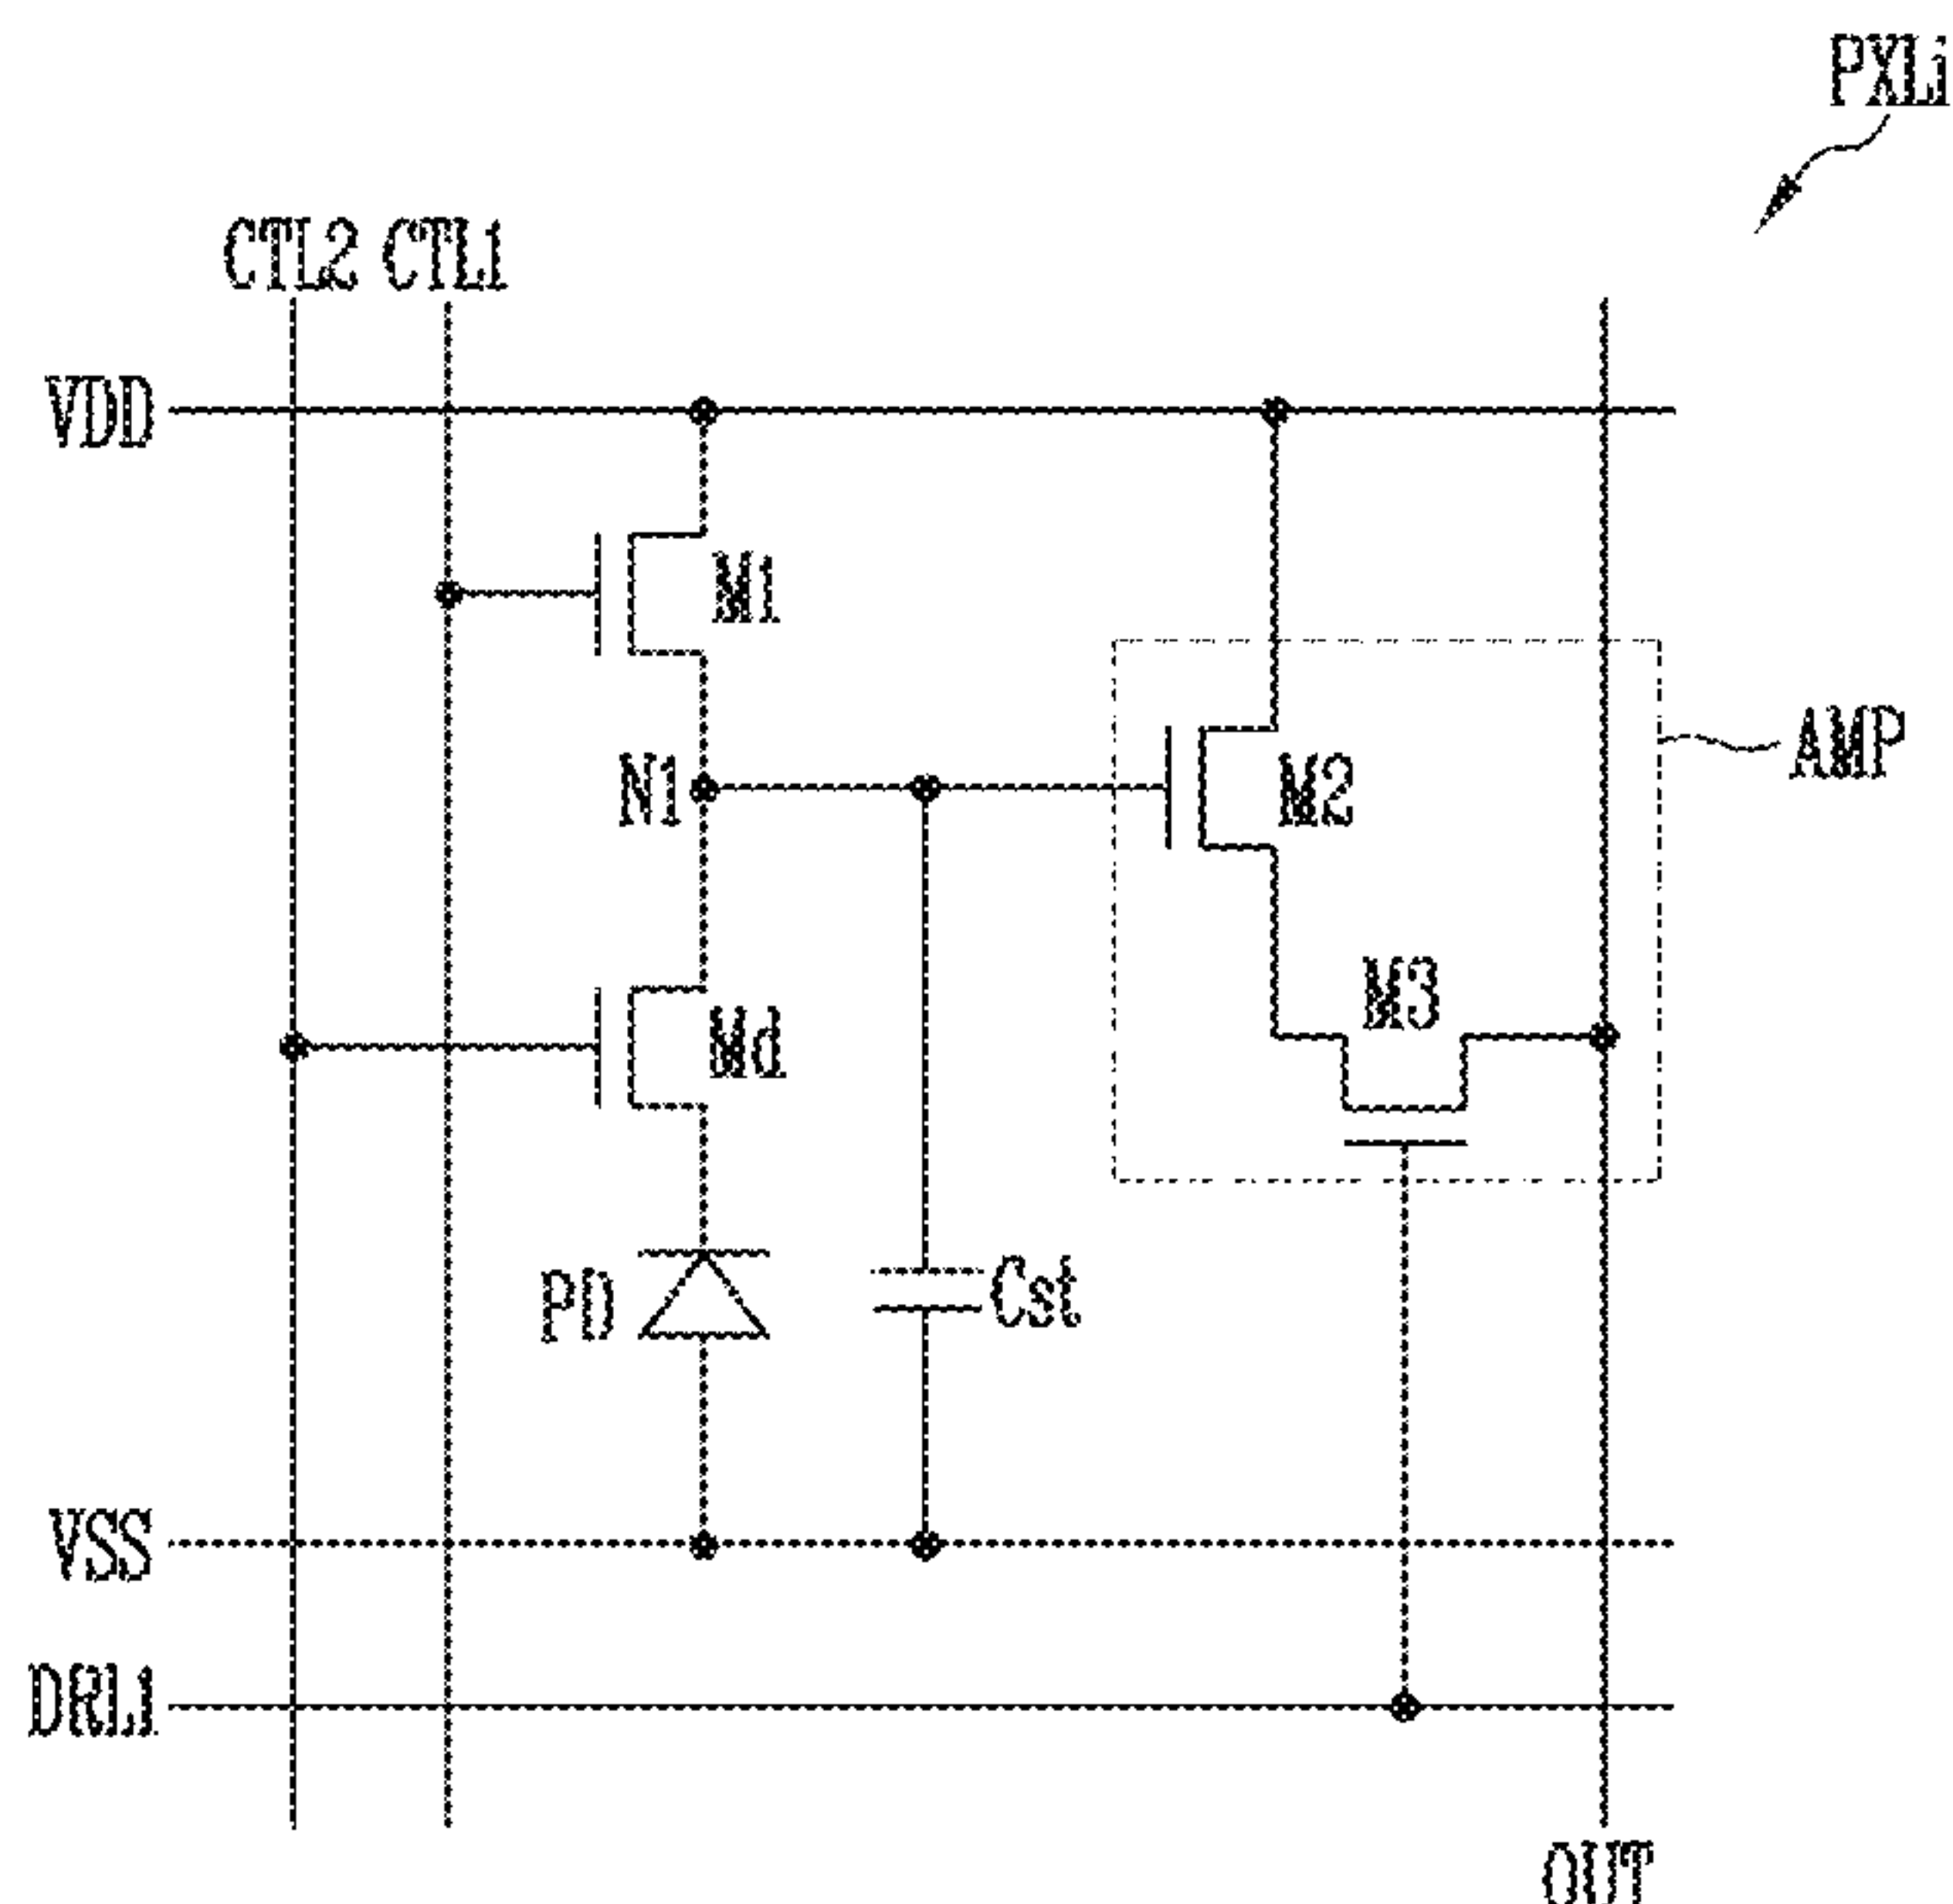 PXLi
CTL2 CTL1
VDD
M1
AMP
N1
M2
M3
Md
PD
Cst
VSS
DRL1
OUT